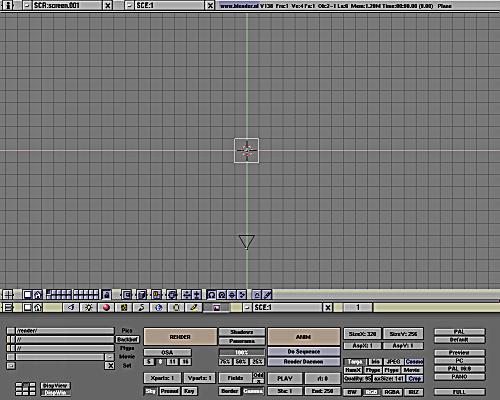 SCR:screen.001 X SCE:1 X www.blender.nl V138 Fra:1 Ve:4 Fa:1 Ob:2-1 La:0 Mem:1.20M Time:00:00.00 (0.00) Plane
SCE:1 X 1
/render/ Pics
// Backbuf
// Ftype
Movie
Set
DispView
DispWin
RENDER
OSA
5 8 11 16
Xparts: 1 Yparts: 1
Sky Premul Key
Shadows
Panorama
100%
75% 50% 25%
Fields Odd
Border Gamma
ANIM
Do Sequence
Render Daemon
PLAY rt: 0
Sta: 1 End: 250
SizeX: 320 SizeY: 256
AspX: 1 AspY: 1
Targa Iris JPEG Cosmo
HamX Ftype Ftype Movie
Quality: 95 axSize: 141 Crop
BW RGB RGBA IRIZ
PAL
Default
Preview
PC
PAL 16:9
PANO
FULL